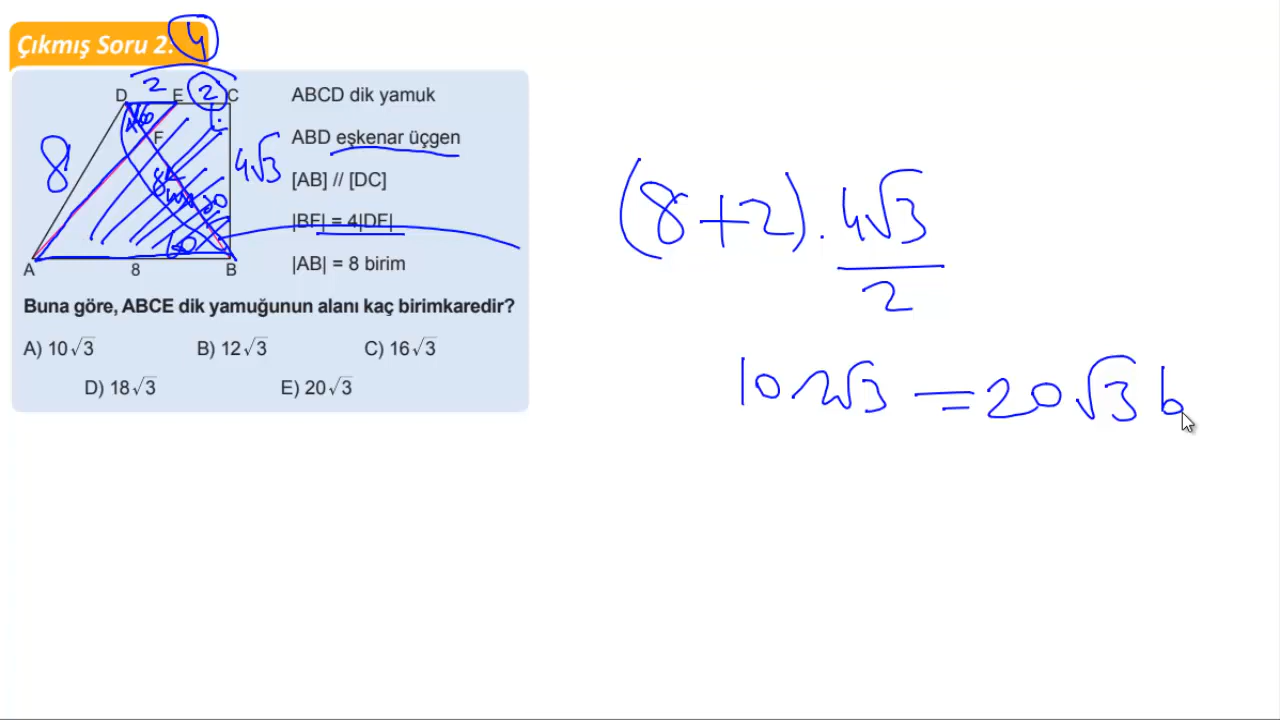 Çıkmış Soru 2:
4
2
2
D E C
ABCD dik yamuk
F
ABD eşkenar üçgen
8
4√3
[AB] // [DC]
|BF| = 4|DF|
A 8 B
|AB| = 8 birim
Buna göre, ABCE dik yamuğunun alanı kaç birimkaredir?
A) 10√3 B) 12√3 C) 16√3
D) 18√3 E) 20√3
(8+2) . 4√3
2
10 . 2√3 = 20√3 b